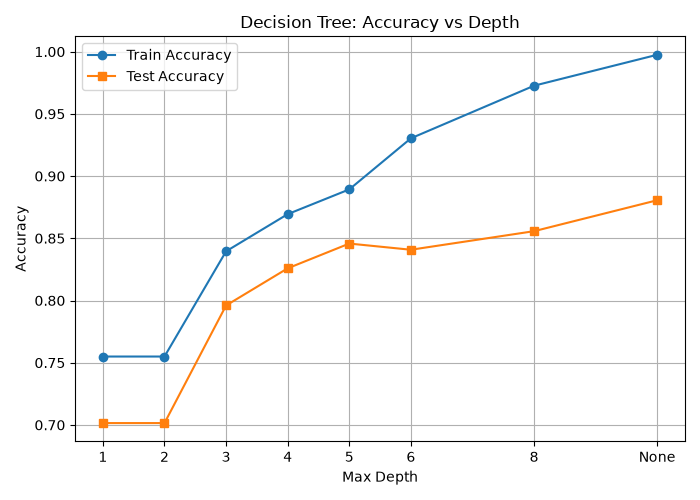 Decision Tree: Accuracy vs Depth
Train Accuracy
Test Accuracy
1.00
0.95
0.90
0.85
0.80
0.75
0.70
Accuracy
1 2 3 4 5 6 8 None
Max Depth